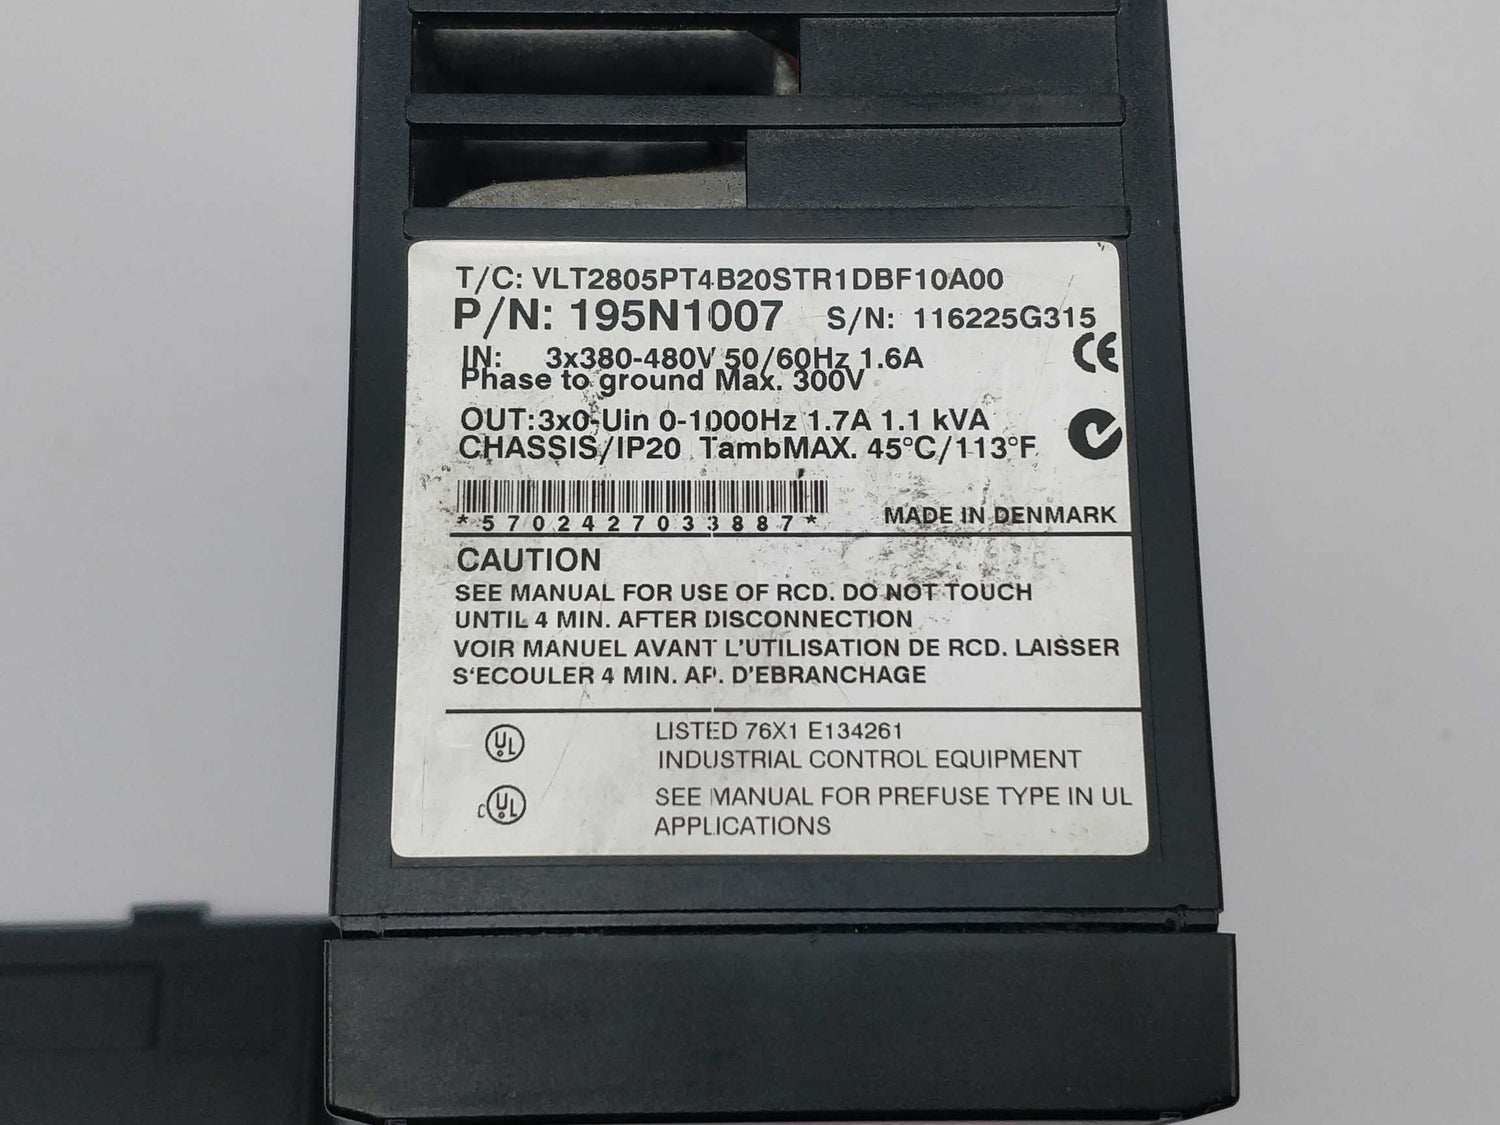 T/C: VLT2805PT4B20STR1DBF10A00
P/N: 195N1007 S/N: 116225G315
IN: 3x380-480V 50/60Hz 1.6A
CE
Phase to ground Max. 300V
OUT:3x0-Uin 0-1000Hz 1.7A 1.1 kVA
CHASSIS/IP20 TambMAX. 45°C/113°F
*5702427033887*
MADE IN DENMARK
CAUTION
SEE MANUAL FOR USE OF RCD. DO NOT TOUCH
UNTIL 4 MIN. AFTER DISCONNECTION
VOIR MANUEL AVANT L'UTILISATION DE RCD. LAISSER
S'ECOULER 4 MIN. AP. D'EBRANCHAGE
UL LISTED 76X1 E134261
INDUSTRIAL CONTROL EQUIPMENT
c UL SEE MANUAL FOR PREFUSE TYPE IN UL
APPLICATIONS